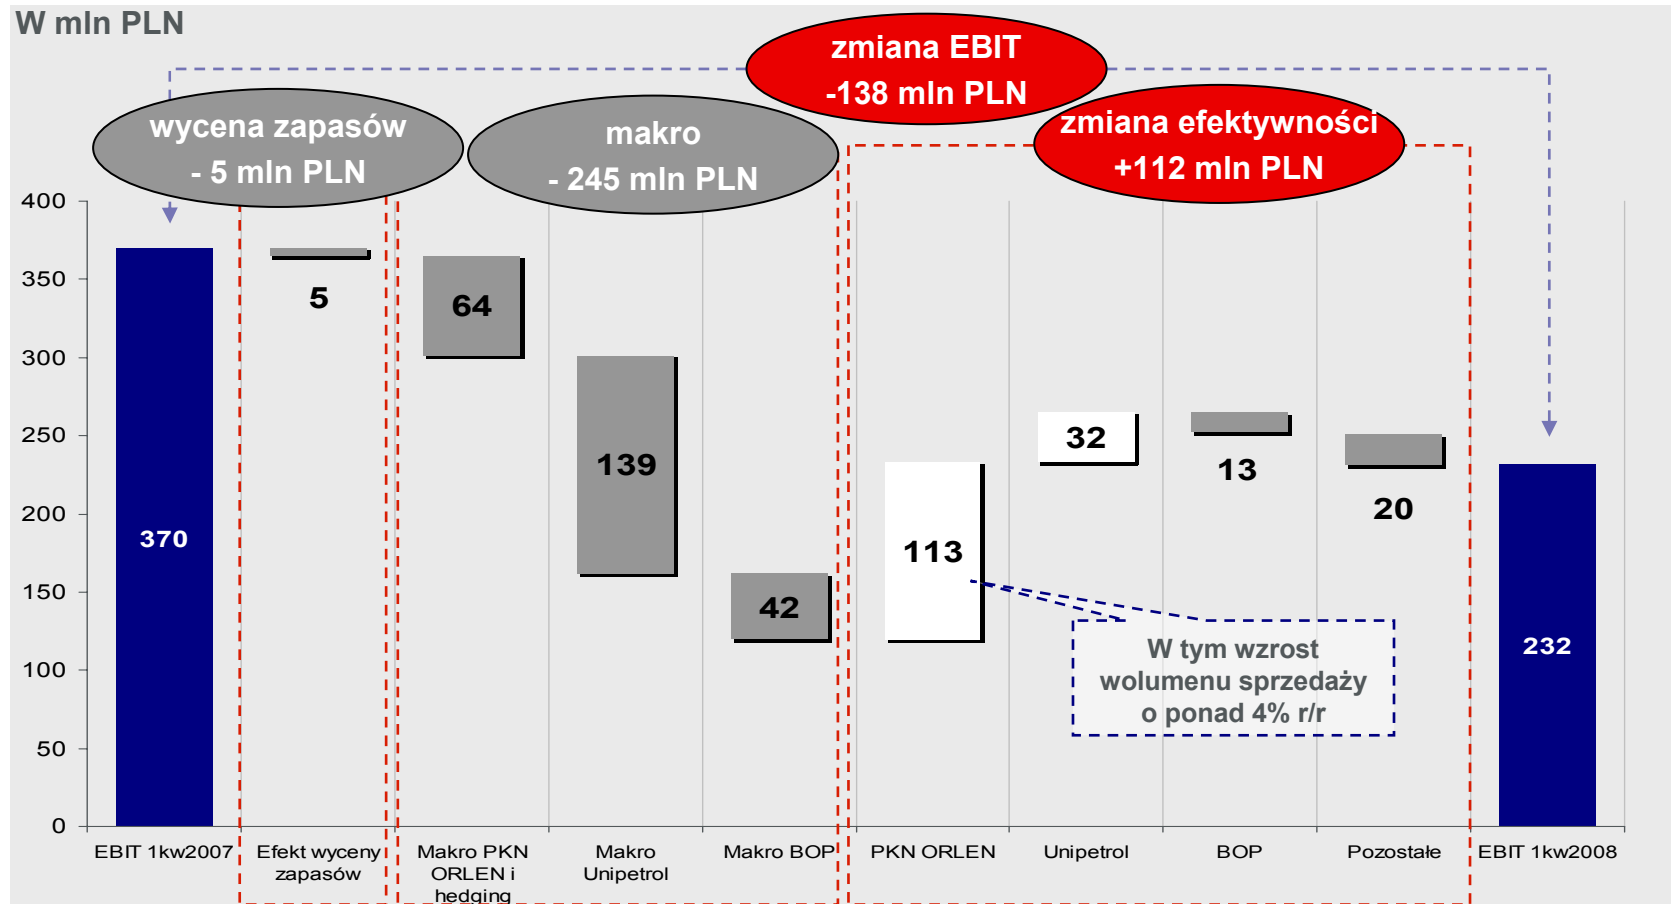 W mln PLN
zmiana EBIT
-138 mln PLN
wycena zapasów
- 5 mln PLN
makro
- 245 mln PLN
zmiana efektywności
+112 mln PLN
400
350
300
250
200
150
100
50
0
370
5
64
139
42
113
32
13
20
232
W tym wzrost
wolumenu sprzedaży
o ponad 4% r/r
EBIT 1kw2007
Efekt wyceny
zapasów
Makro PKN
ORLEN i
hedging
Makro
Unipetrol
Makro BOP
PKN ORLEN
Unipetrol
BOP
Pozostałe
EBIT 1kw2008